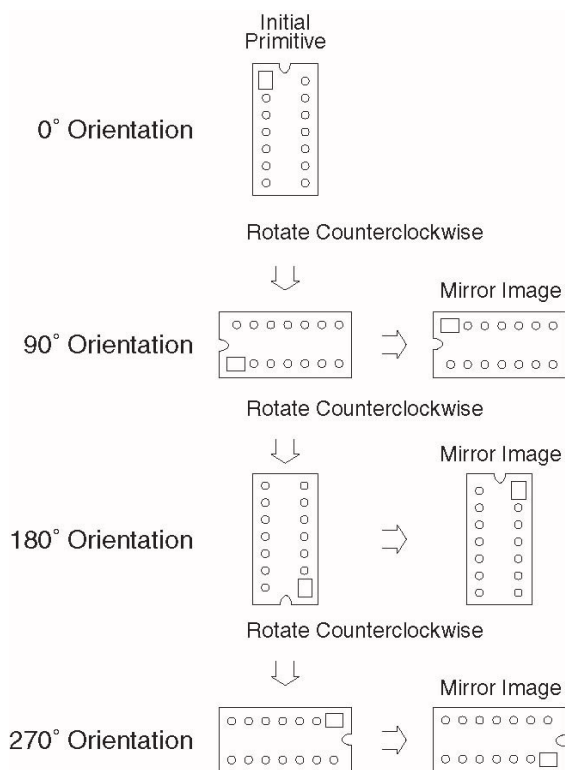 Initial
Primitive
0° Orientation
Rotate Counterclockwise
Mirror Image
90° Orientation
Rotate Counterclockwise
Mirror Image
180° Orientation
Rotate Counterclockwise
Mirror Image
270° Orientation